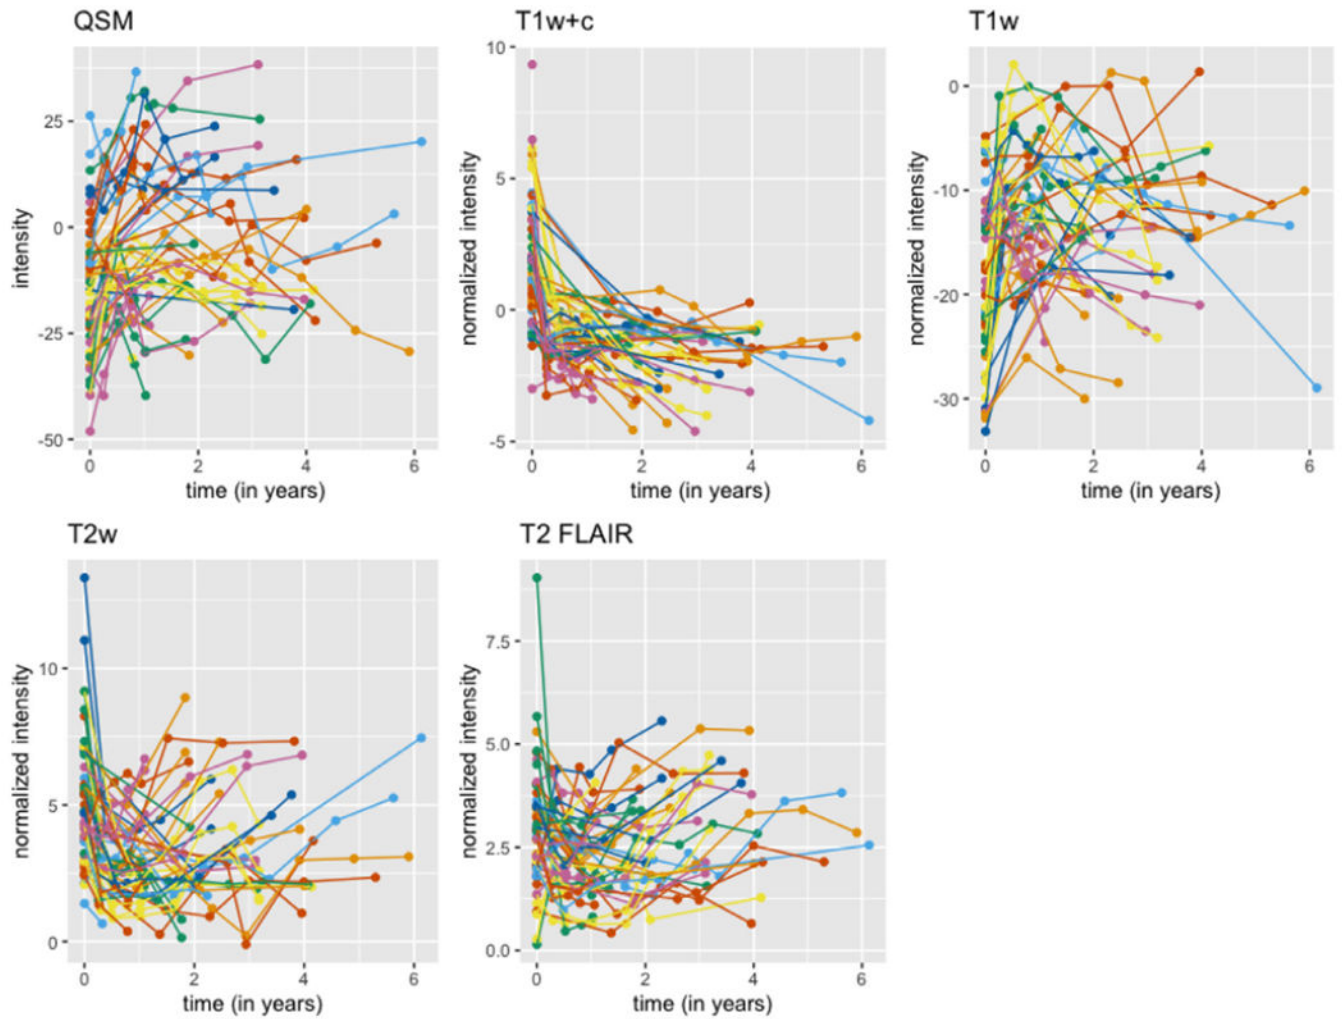 QSM
intensity
25
0
-25
-50
0 2 4 6
time (in years)
T1w+c
normalized intensity
10
5
0
-5
0 2 4 6
time (in years)
T1w
normalized intensity
0
-10
-20
-30
0 2 4 6
time (in years)
T2w
normalized intensity
10
5
0
0 2 4 6
time (in years)
T2 FLAIR
normalized intensity
7.5
5.0
2.5
0.0
0 2 4 6
time (in years)